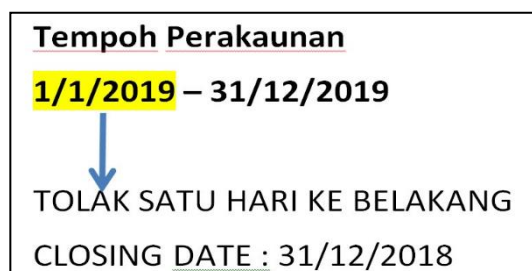 Tempoh Perakaunan
1/1/2019 – 31/12/2019
TOLAK SATU HARI KE BELAKANG
CLOSING DATE : 31/12/2018